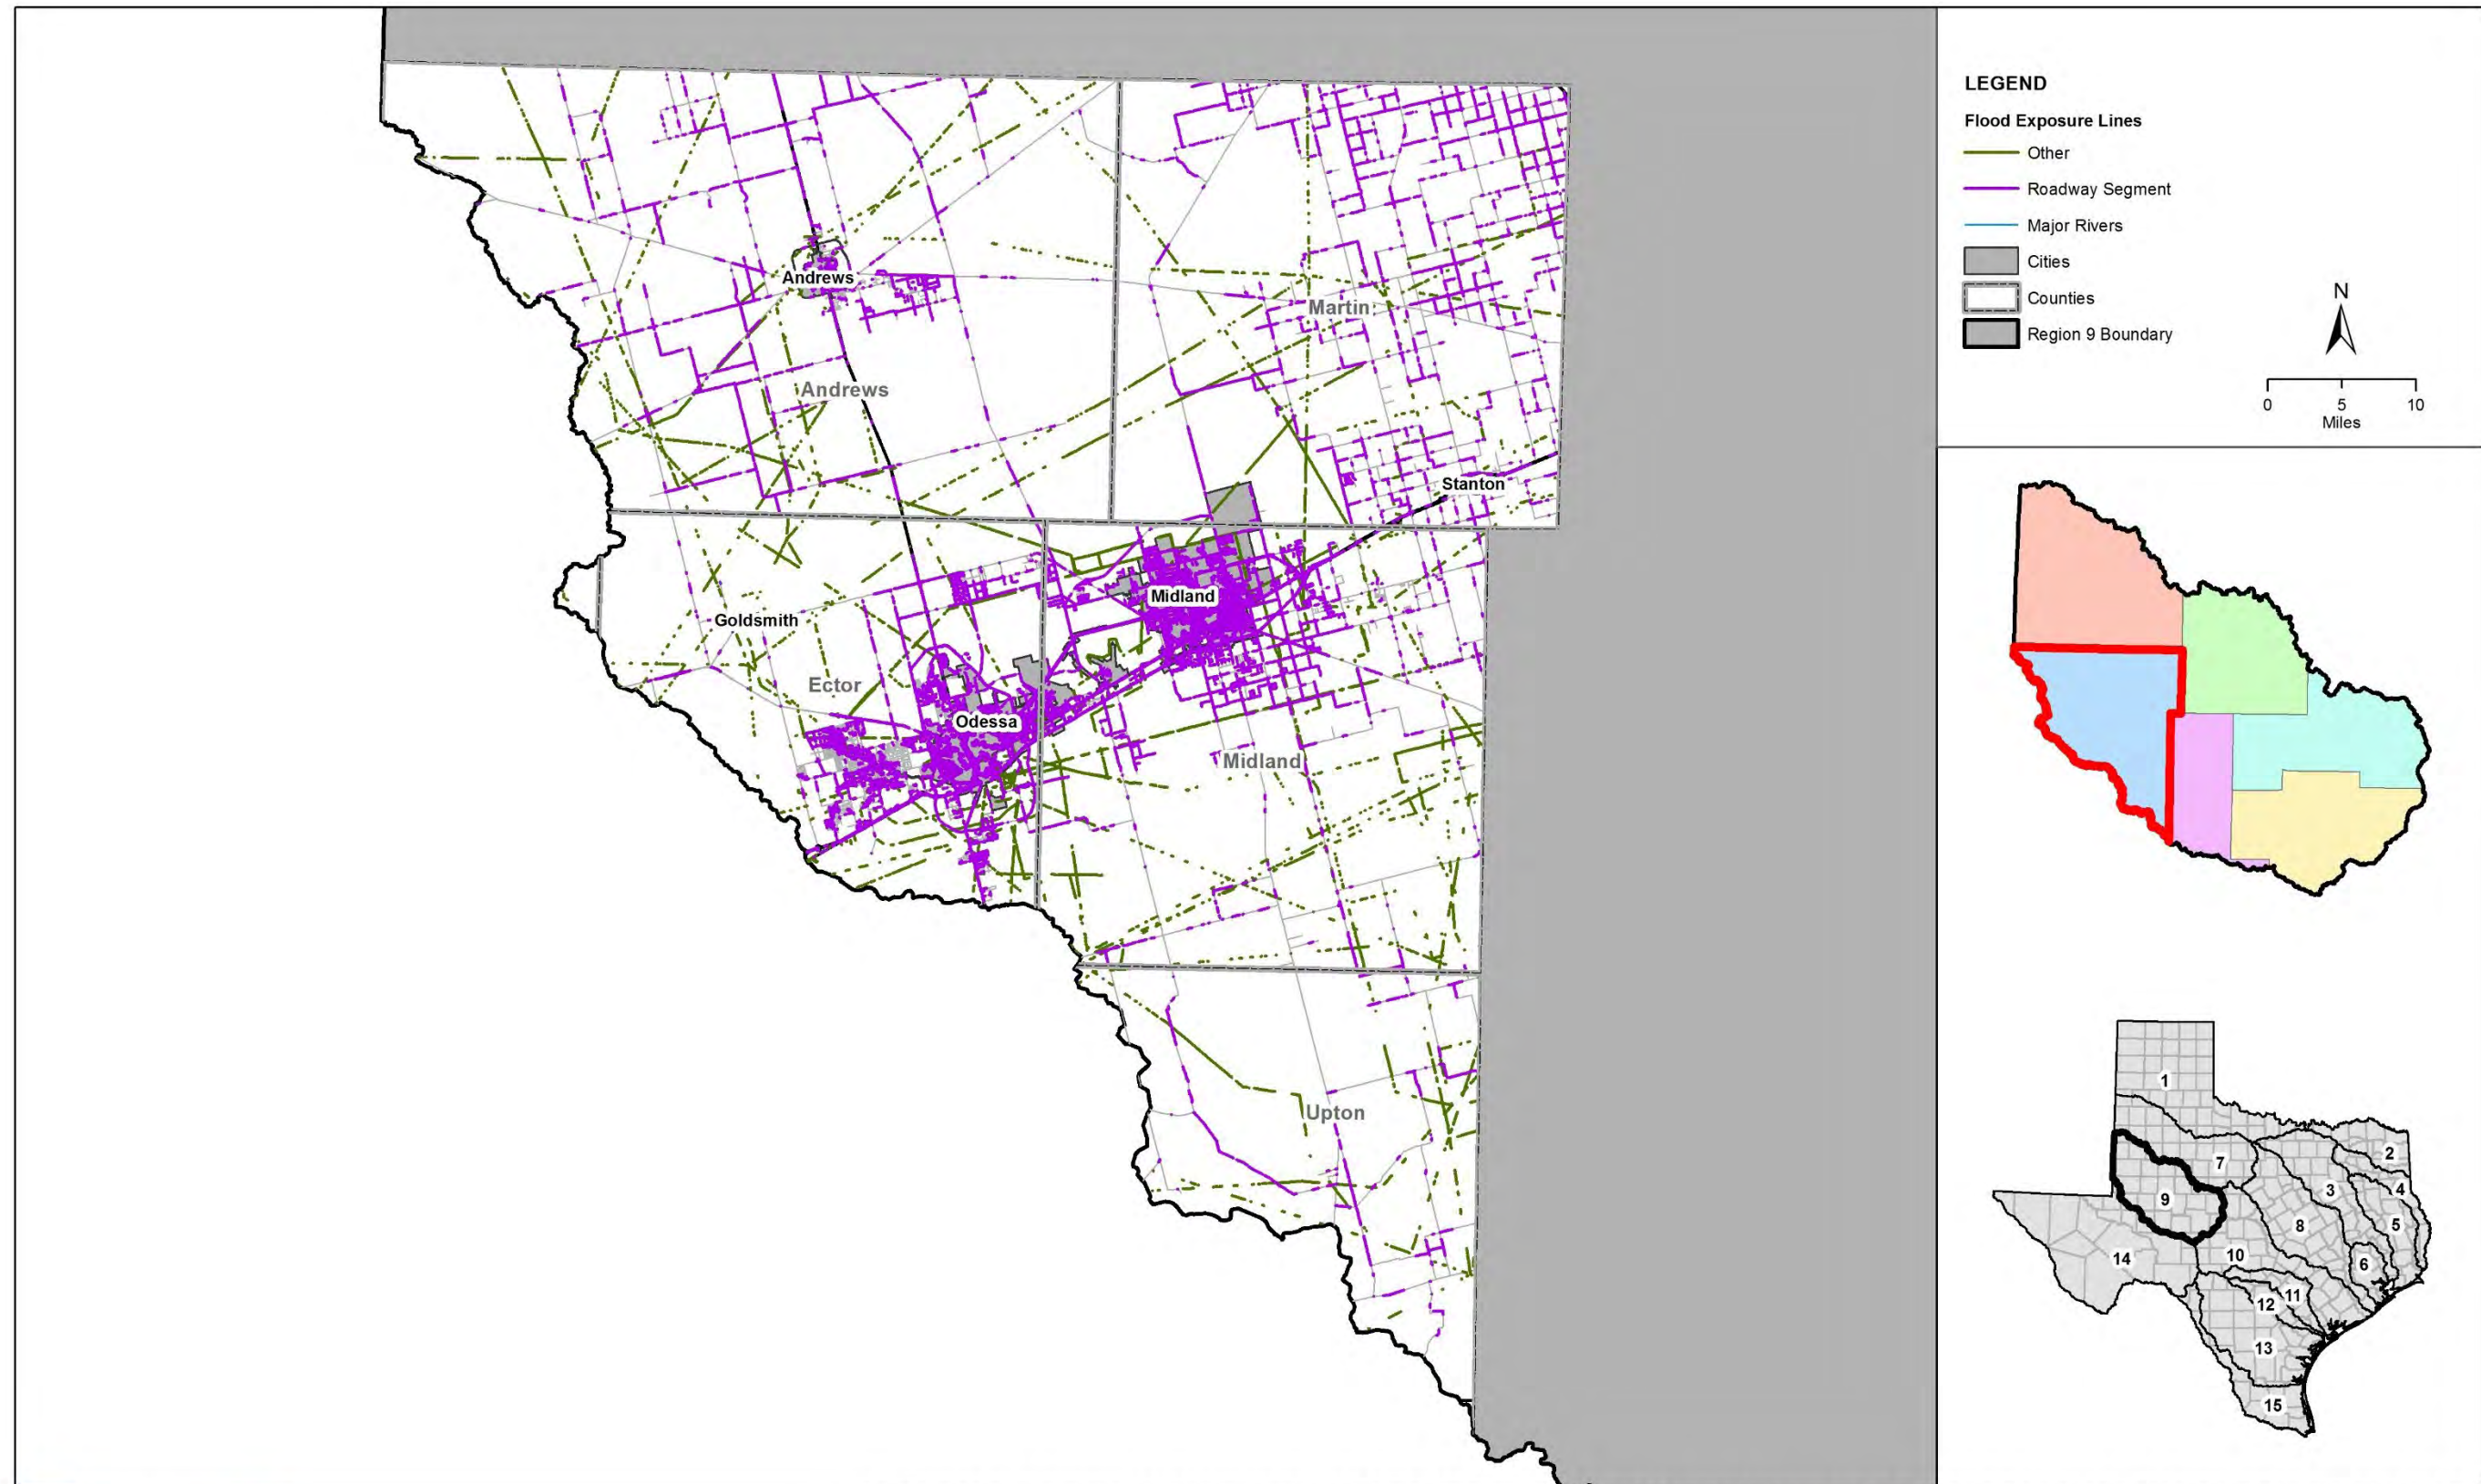 Andrews
Andrews
Martin
Stanton
Midland
Goldsmith
Ector
Odessa
Midland
Upton
LEGEND
Flood Exposure Lines
Other
Roadway Segment
Major Rivers
Cities
Counties
Region 9 Boundary
N
0 5 10
Miles
1
2
7
3
4
9
5
8
10
14
6
11
12
13
15